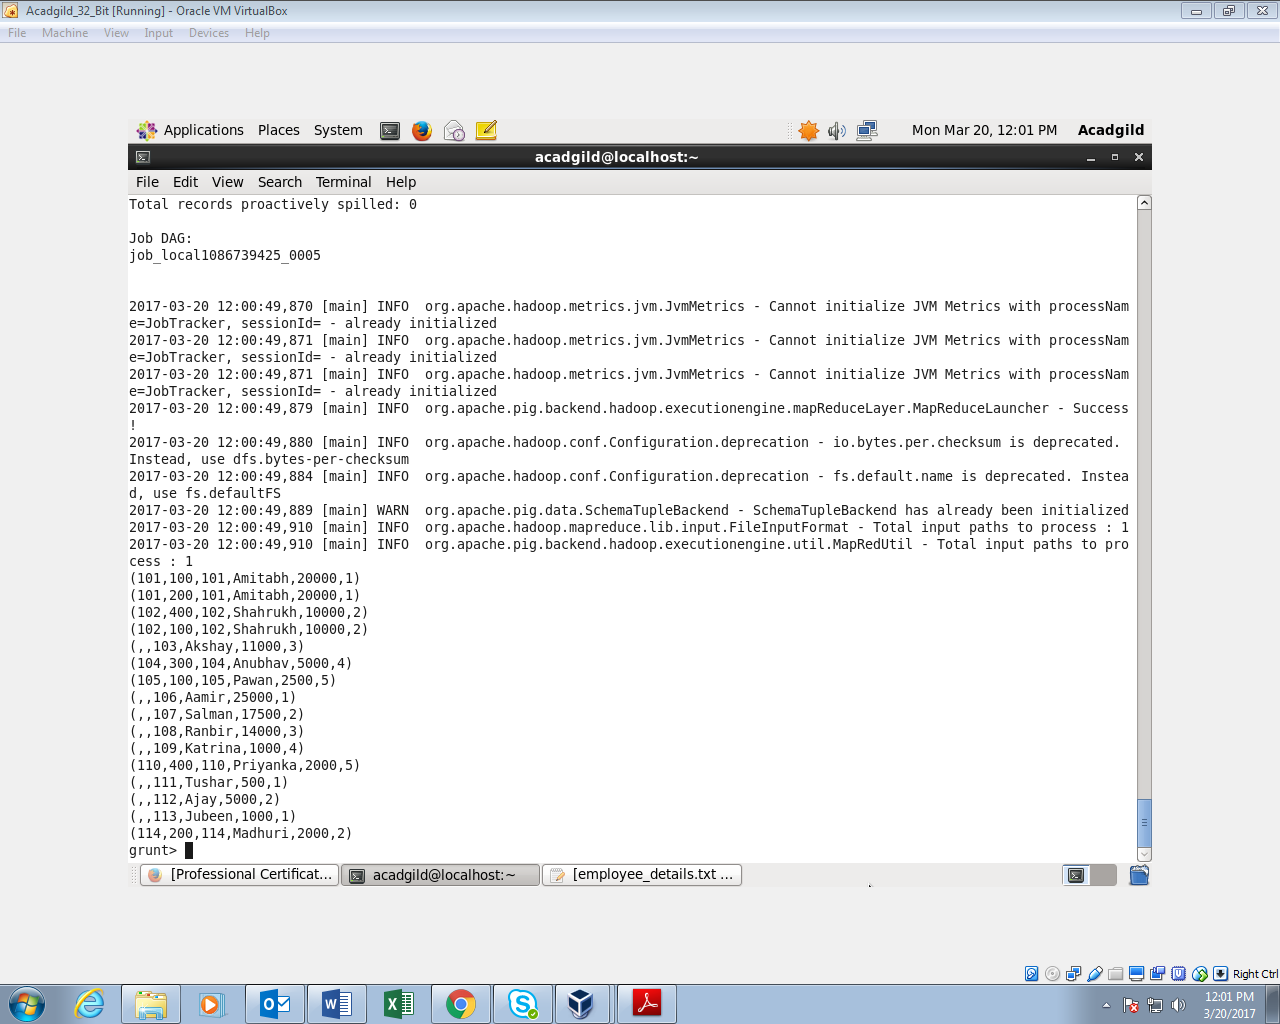 Acadgild_32_Bit [Running] - Oracle VM VirtualBox
File Machine View Input Devices Help
Applications Places System Mon Mar 20, 12:01 PM Acadgild
acadgild@localhost:~
File Edit View Search Terminal Help
Total records proactively spilled: 0
Job DAG:
job_local1086739425_0005
2017-03-20 12:00:49,870 [main] INFO  org.apache.hadoop.metrics.jvm.JvmMetrics - Cannot initialize JVM Metrics with processNam
e=JobTracker, sessionId= - already initialized
2017-03-20 12:00:49,871 [main] INFO  org.apache.hadoop.metrics.jvm.JvmMetrics - Cannot initialize JVM Metrics with processNam
e=JobTracker, sessionId= - already initialized
2017-03-20 12:00:49,871 [main] INFO  org.apache.hadoop.metrics.jvm.JvmMetrics - Cannot initialize JVM Metrics with processNam
e=JobTracker, sessionId= - already initialized
2017-03-20 12:00:49,879 [main] INFO  org.apache.pig.backend.hadoop.executionengine.mapReduceLayer.MapReduceLauncher - Success
!
2017-03-20 12:00:49,880 [main] INFO  org.apache.hadoop.conf.Configuration.deprecation - io.bytes.per.checksum is deprecated.
Instead, use dfs.bytes-per-checksum
2017-03-20 12:00:49,884 [main] INFO  org.apache.hadoop.conf.Configuration.deprecation - fs.default.name is deprecated. Instea
d, use fs.defaultFS
2017-03-20 12:00:49,889 [main] WARN  org.apache.pig.data.SchemaTupleBackend - SchemaTupleBackend has already been initialized
2017-03-20 12:00:49,910 [main] INFO  org.apache.hadoop.mapreduce.lib.input.FileInputFormat - Total input paths to process : 1
2017-03-20 12:00:49,910 [main] INFO  org.apache.pig.backend.hadoop.executionengine.util.MapRedUtil - Total input paths to pro
cess : 1
(101,100,101,Amitabh,20000,1)
(101,200,101,Amitabh,20000,1)
(102,400,102,Shahrukh,10000,2)
(102,100,102,Shahrukh,10000,2)
(,,103,Akshay,11000,3)
(104,300,104,Anubhav,5000,4)
(105,100,105,Pawan,2500,5)
(,,106,Aamir,25000,1)
(,,107,Salman,17500,2)
(,,108,Ranbir,14000,3)
(,,109,Katrina,1000,4)
(110,400,110,Priyanka,2000,5)
(,,111,Tushar,500,1)
(,,112,Ajay,5000,2)
(,,113,Jubeen,1000,1)
(114,200,114,Madhuri,2000,2)
grunt>
[Professional Certificat... acadgild@localhost:~ [employee_details.txt ...
Right Ctrl
12:01 PM
3/20/2017